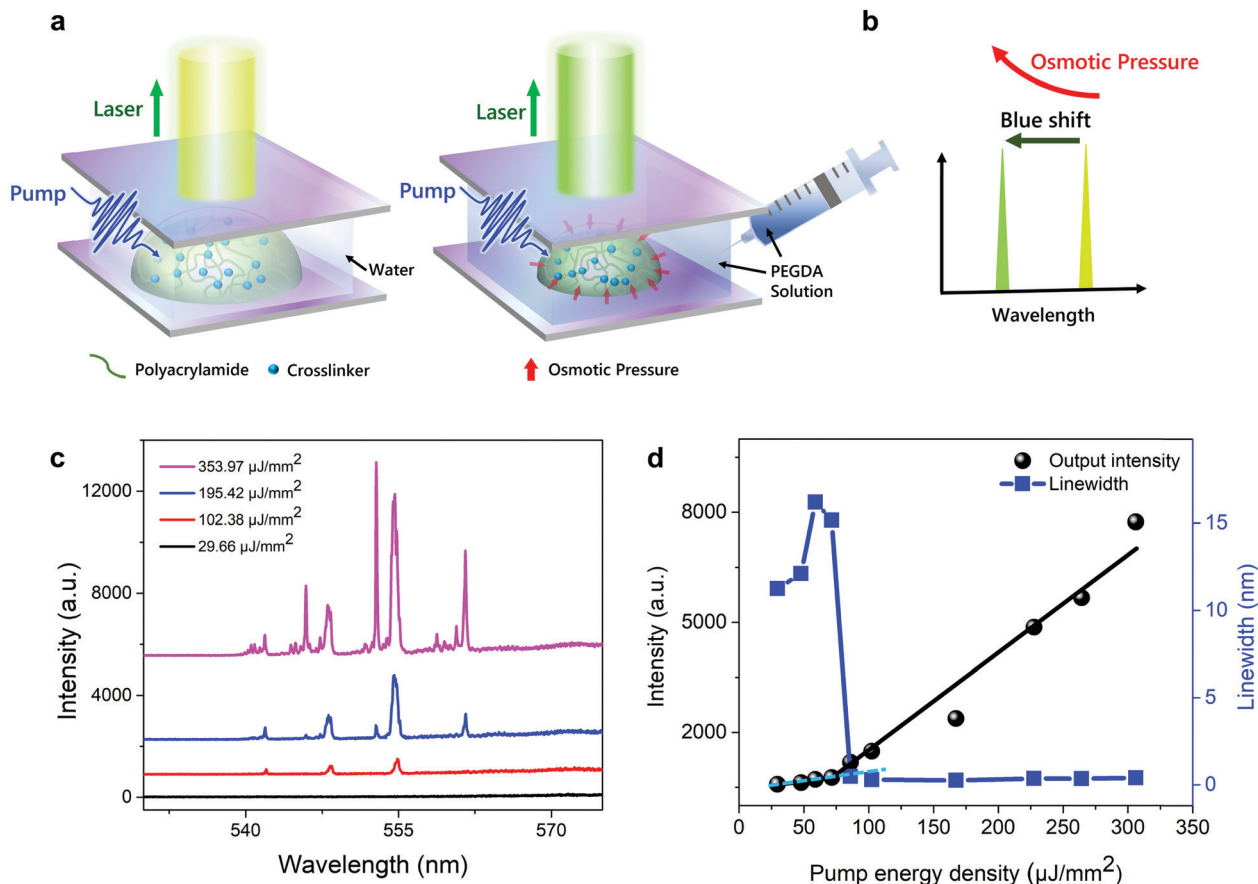 a
Laser
Pump
Water
Laser
Pump
PEGDA
Solution
Polyacrylamide
Crosslinker
Osmotic Pressure
b
Osmotic Pressure
Blue shift
Wavelength
c
353.97 µJ/mm²
195.42 µJ/mm²
102.38 µJ/mm²
29.66 µJ/mm²
12000
8000
4000
0
540
555
570
Intensity (a.u.)
Wavelength (nm)
d
Output intensity
Linewidth
8000
5000
2000
15
10
5
0
0
50
100
150
200
250
300
350
Intensity (a.u.)
Linewidth (nm)
Pump energy density (µJ/mm²)